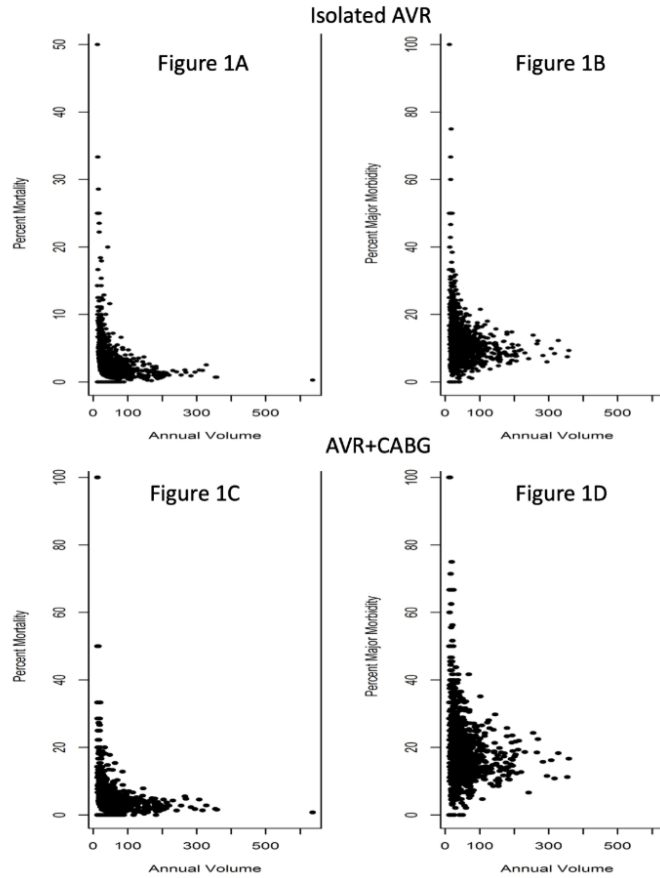 Isolated AVR
Figure 1A
Figure 1B
Percent Mortality
0 10 20 30 40 50
0 100 300 500
Annual Volume
Percent Major Morbidity
0 20 40 60 80 100
0 100 300 500
Annual Volume
AVR+CABG
Figure 1C
Figure 1D
Percent Mortality
0 20 40 60 80 100
0 100 300 500
Annual Volume
Percent Major Morbidity
0 20 40 60 80 100
0 100 300 500
Annual Volume